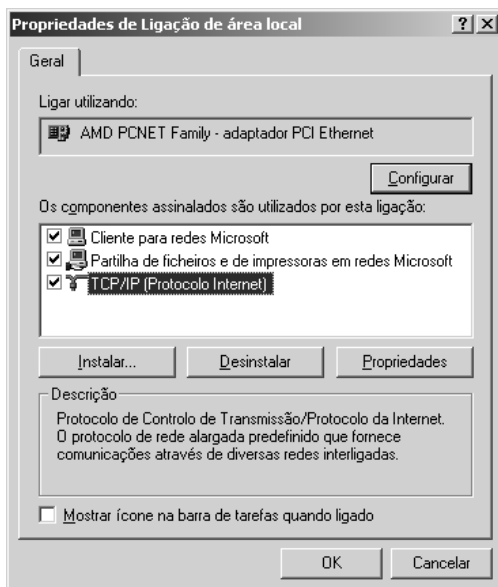 Propriedades de Ligação de área local
Geral
Ligar utilizando:
AMD PCNET Family - adaptador PCI Ethernet
Configurar
Os componentes assinalados são utilizados por esta ligação:
Cliente para redes Microsoft
Partilha de ficheiros e de impressoras em redes Microsoft
TCP/IP (Protocolo Internet)
Instalar... Desinstalar Propriedades
Descrição
Protocolo de Controlo de Transmissão/Protocolo da Internet.
O protocolo de rede alargada predefinido que fornece
comunicações através de diversas redes interligadas.
Mostrar ícone na barra de tarefas quando ligado
OK Cancelar